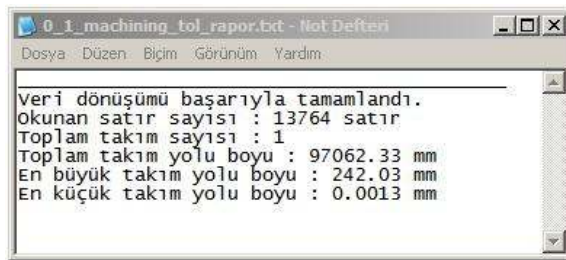 0_1_machining_tol_rapor.txt - Not Defteri
Dosya Düzen Biçim Görünüm Yardım
Veri dönüşümü başarıyla tamamlandı.
Okunan satır sayısı : 13764 satır
Toplam takım sayısı : 1
Toplam takım yolu boyu : 97062.33 mm
En büyük takım yolu boyu : 242.03 mm
En küçük takım yolu boyu : 0.0013 mm